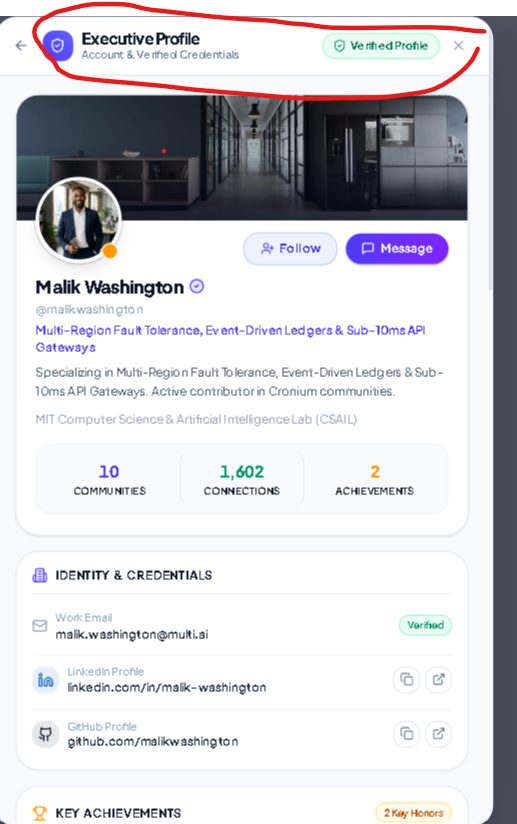 Executive Profile
Account & Verified Credentials
Verified Profile
Follow
Message
Malik Washington
@malikwashington
Multi-Region Fault Tolerance, Event-Driven Ledgers & Sub-10ms API
Gateways
Specializing in Multi-Region Fault Tolerance, Event-Driven Ledgers & Sub-
10ms API Gateways. Active contributor in Cronium communities.
MIT Computer Science & Artificial Intelligence Lab (CSAIL)
10
COMMUNITIES
1,602
CONNECTIONS
2
ACHIEVEMENTS
IDENTITY & CREDENTIALS
Work Email
malik.washington@multi.ai
Verified
LinkedIn Profile
linkedin.com/in/malik-washington
GitHub Profile
github.com/malikwashington
KEY ACHIEVEMENTS
2 Key Honors